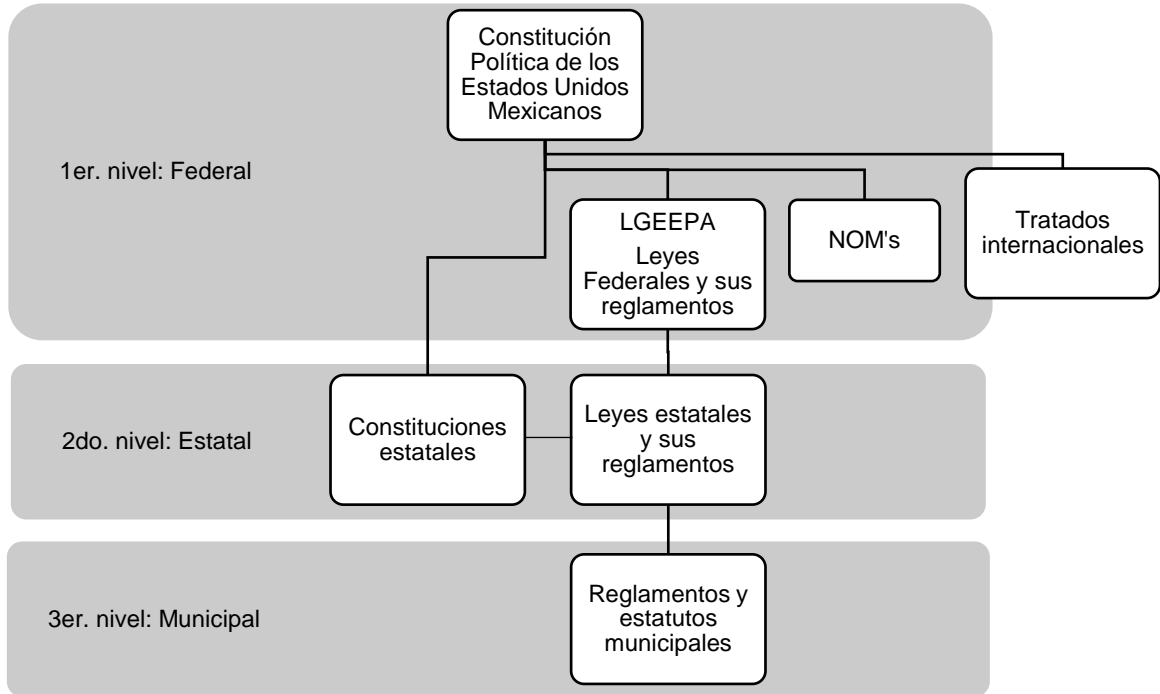 Constitución
Política de los
Estados Unidos
Mexicanos
1er. nivel: Federal
LGEEPA
Leyes
Federales y sus
reglamentos
NOM's
Tratados
internacionales
2do. nivel: Estatal
Constituciones
estatales
Leyes estatales
y sus
reglamentos
3er. nivel: Municipal
Reglamentos y
estatutos
municipales